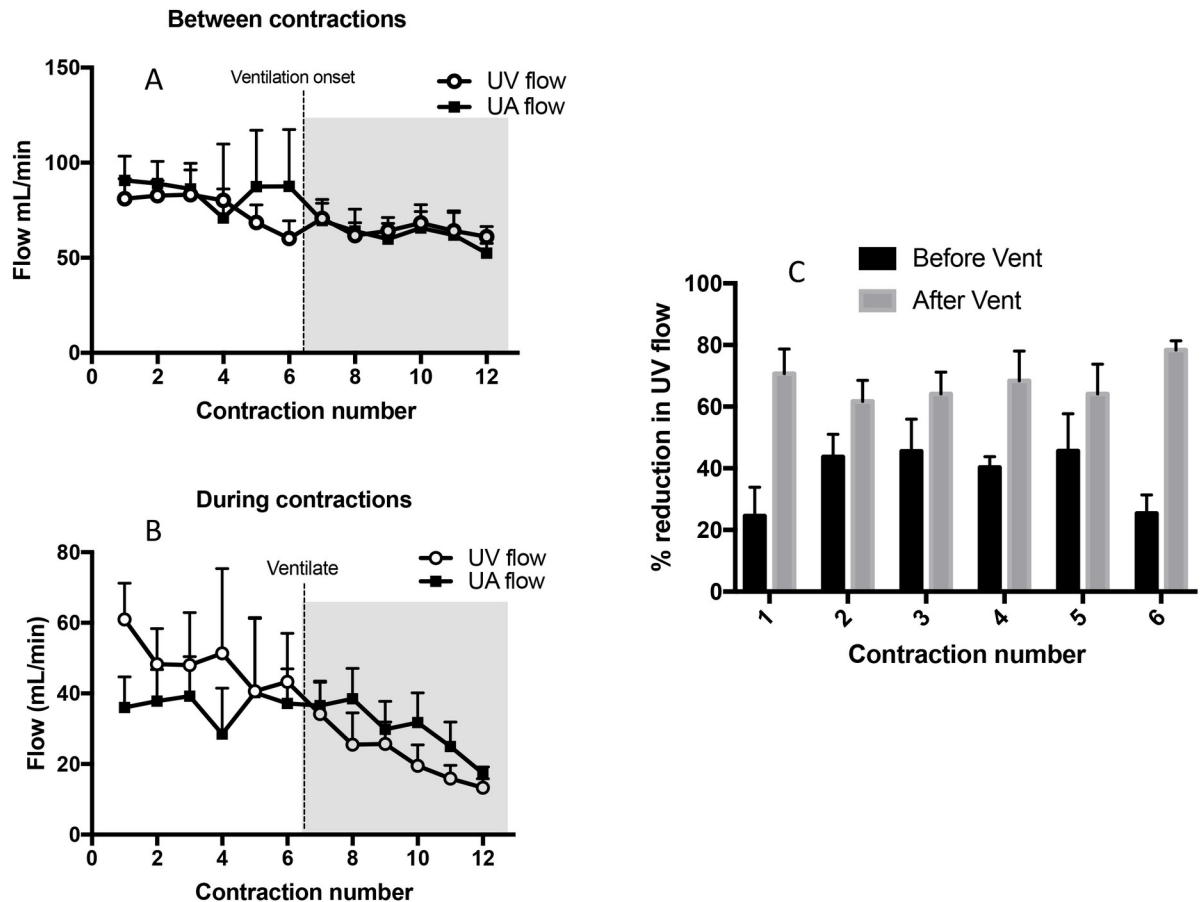 Between contractions
A
Ventilation onset
UV flow
UA flow
150
100
50
0
Flow mL/min
0 2 4 6 8 10 12
Contraction number
During contractions
B
Ventilate
UV flow
UA flow
80
60
40
20
0
Flow (mL/min)
0 2 4 6 8 10 12
Contraction number
C
Before Vent
After Vent
100
80
60
40
20
0
% reduction in UV flow
1 2 3 4 5 6
Contraction number